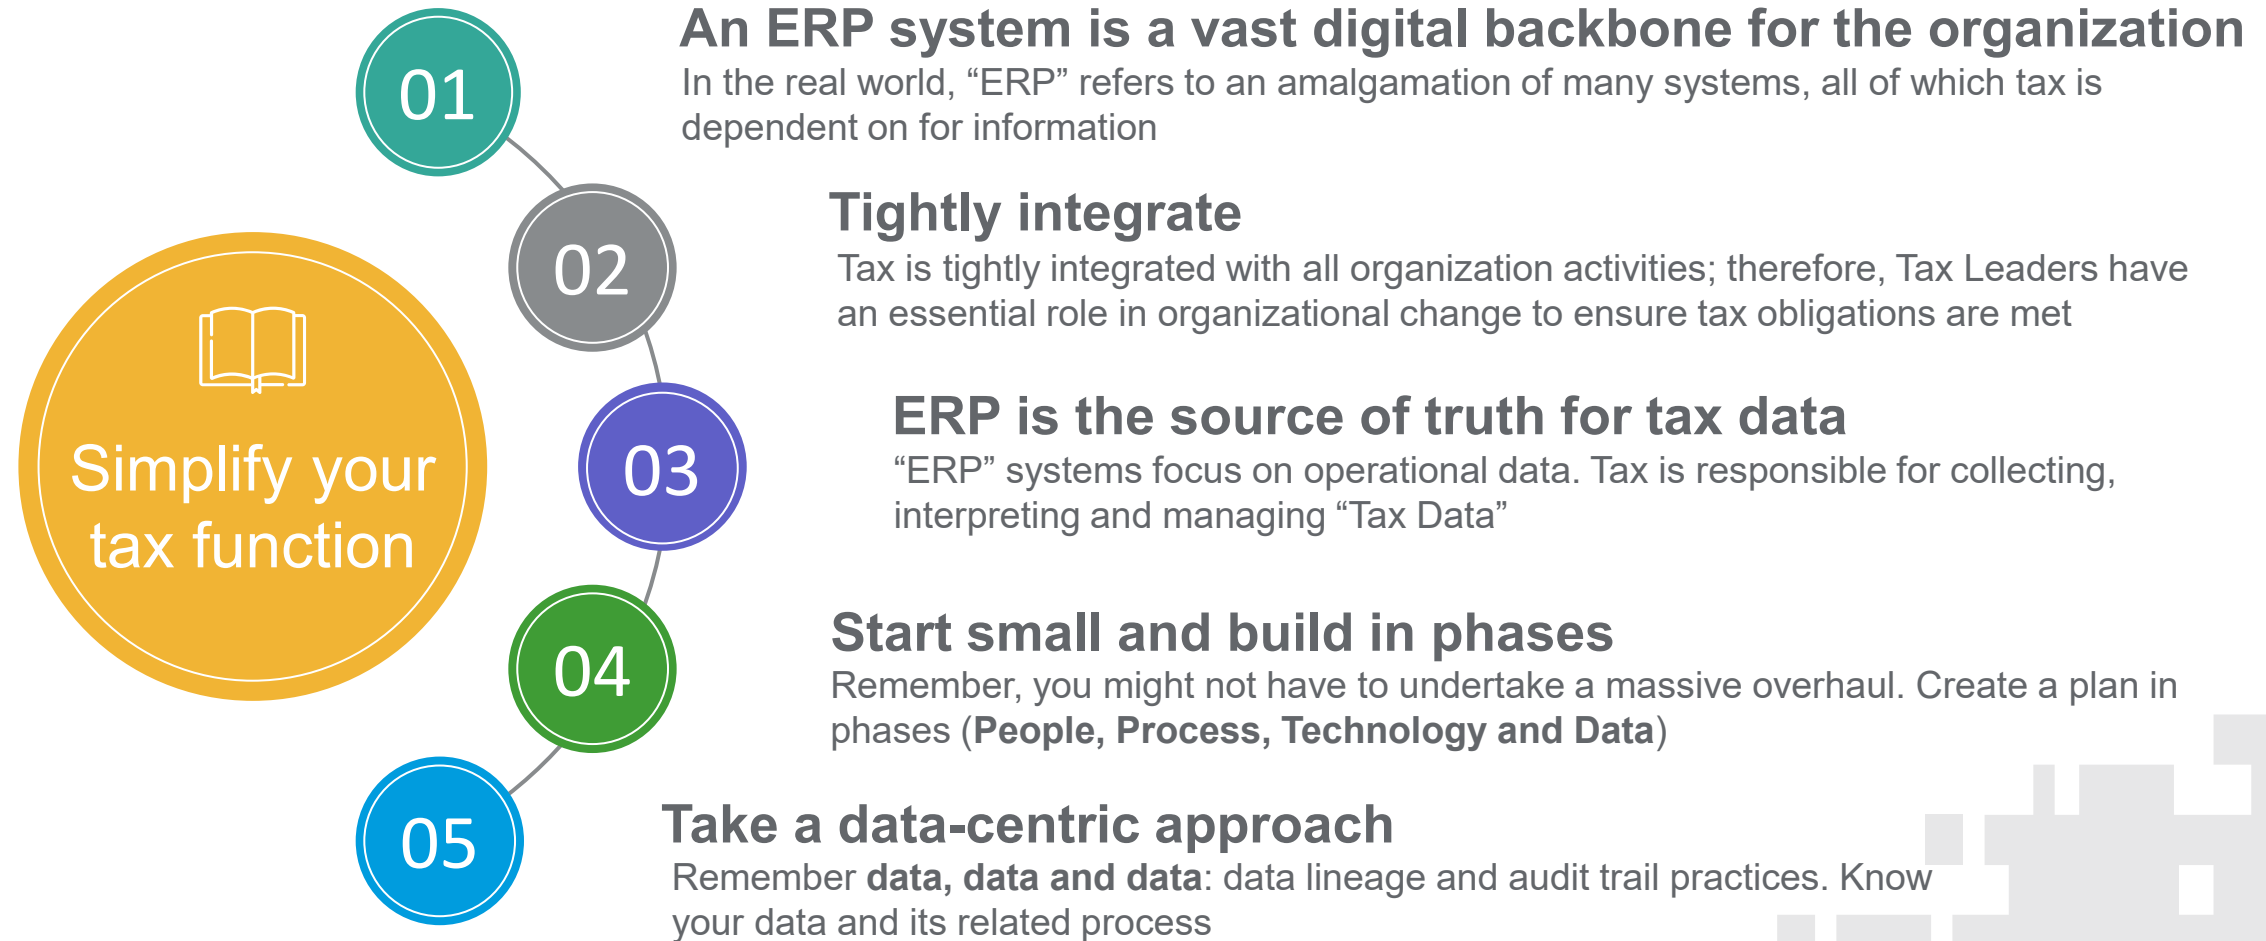 Simplify your
tax function
01
An ERP system is a vast digital backbone for the organization
In the real world, “ERP” refers to an amalgamation of many systems, all of which tax is
dependent on for information
02
Tightly integrate
Tax is tightly integrated with all organization activities; therefore, Tax Leaders have
an essential role in organizational change to ensure tax obligations are met
03
ERP is the source of truth for tax data
“ERP” systems focus on operational data. Tax is responsible for collecting,
interpreting and managing “Tax Data”
04
Start small and build in phases
Remember, you might not have to undertake a massive overhaul. Create a plan in
phases (People, Process, Technology and Data)
05
Take a data-centric approach
Remember data, data and data: data lineage and audit trail practices. Know
your data and its related process